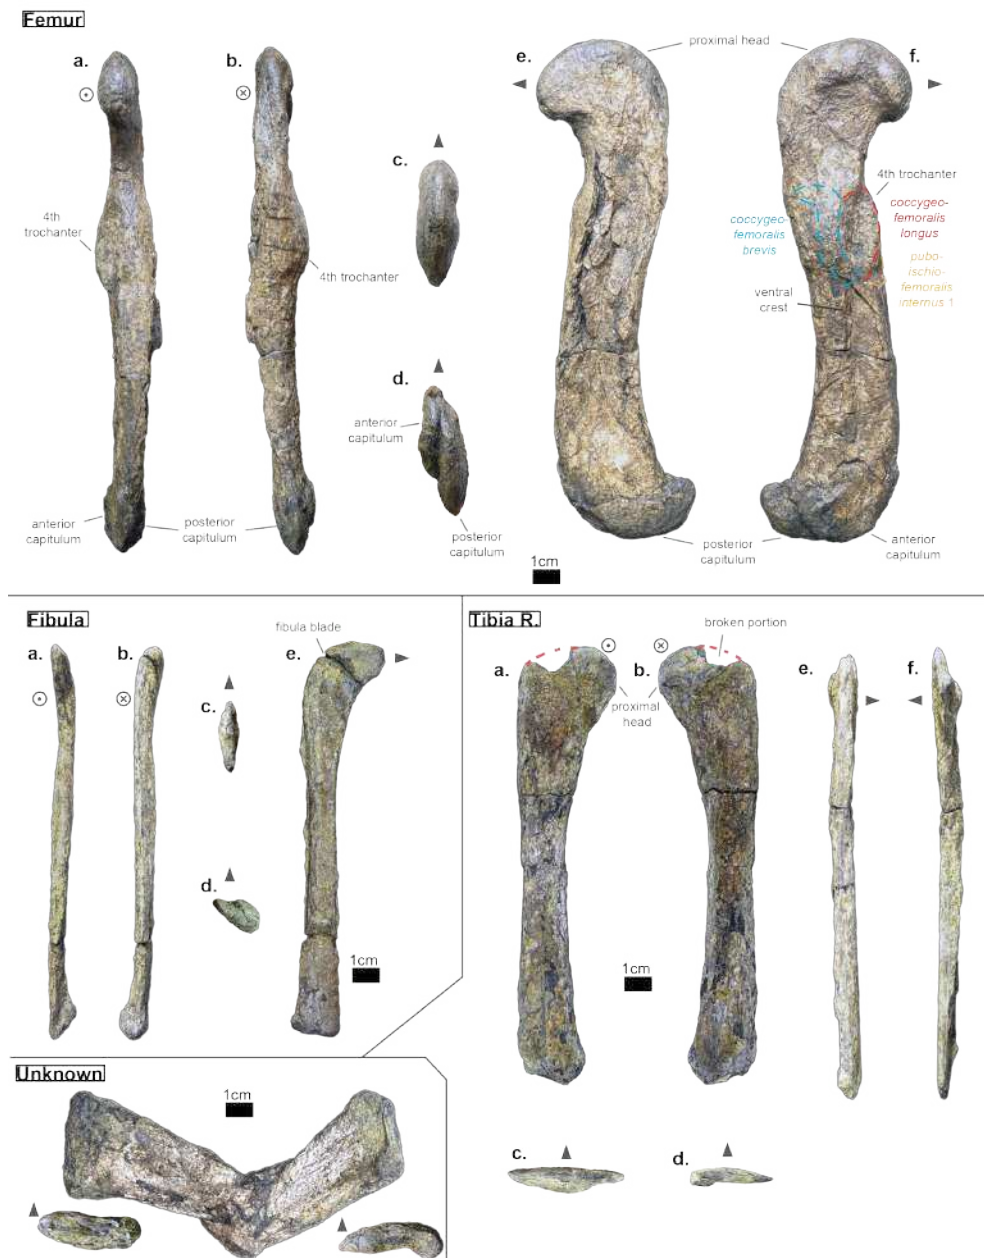 Femur
a.
b.
e.
proximal head
f.
c.
4th
trochanter
4th trochanter
4th trochanter
coccygeo-
femoralis
longus
coccygeo-
femoralis
brevis
pubo-
ischio-
femoralis
internus 1
ventral
crest
d.
anterior
capitulum
anterior
capitulum
posterior
capitulum
posterior
capitulum
posterior
capitulum
anterior
capitulum
1cm
Fibula
a.
b.
c.
d.
fibula blade
e.
1cm
Tibia R.
a.
broken portion
b.
proximal
head
e.
f.
1cm
c.
d.
Unknown
1cm